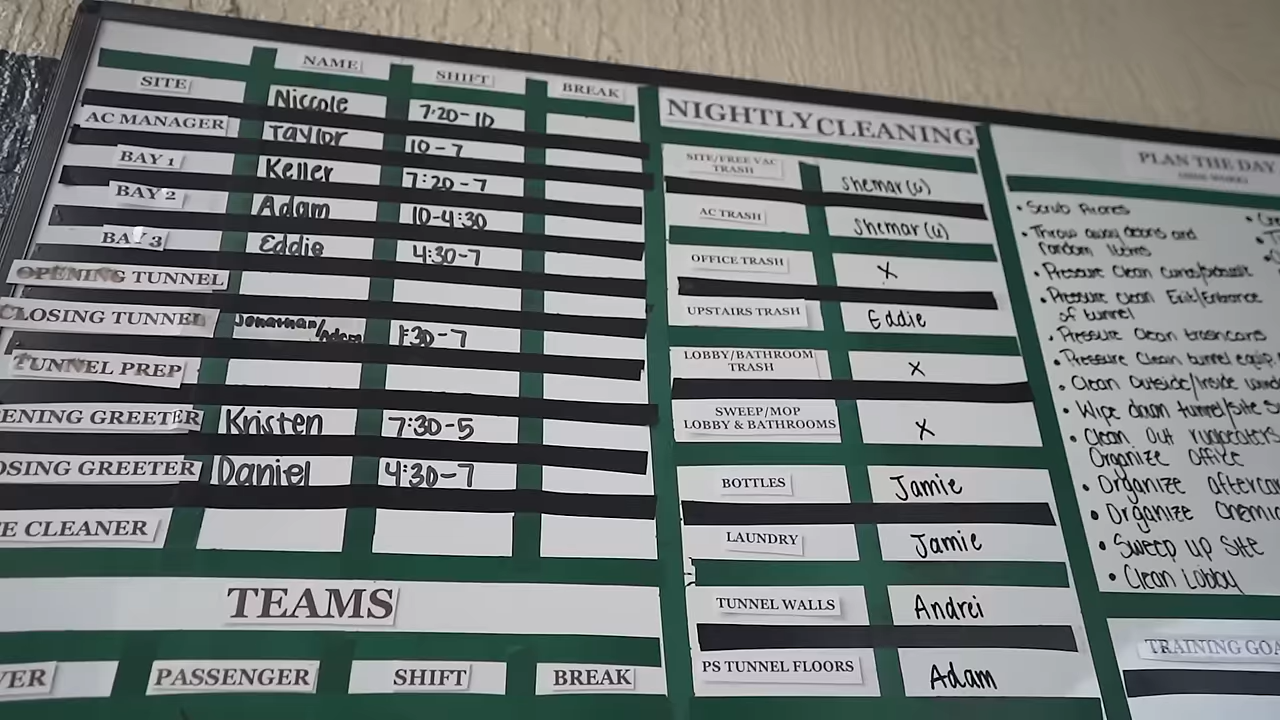 NAME SHIFT BREAK
SITE Niccole 7:20-10
AC MANAGER Taylor 10-7
BAY 1 Keller 7:20-7
BAY 2 Adam 10-4:30
BAY 3 Eddie 4:30-7
OPENING TUNNEL
CLOSING TUNNEL Jonathan/Adam 1:30-7
TUNNEL PREP
ENING GREETER Kristen 7:30-5
OSING GREETER Daniel 4:30-7
E CLEANER
TEAMS
VER PASSENGER SHIFT BREAK
NIGHTLY CLEANING
SITE/FREE VAC
TRASH Shemar(U)
AC TRASH Shemar(U)
OFFICE TRASH X
UPSTAIRS TRASH Eddie
LOBBY/BATHROOM
TRASH X
SWEEP/MOP
LOBBY & BATHROOMS X
BOTTLES Jamie
LAUNDRY Jamie
TUNNEL WALLS Andrei
PS TUNNEL FLOORS Adam
PLAN THE DAY
• Scrub
• Throw away and
random items
• Pressure Clean
• Pressure Clean Exit/Entrance
of tunnel
• Pressure Clean trashcans
• Pressure Clean tunnel equip.
• Clean Outside/Inside
• Wipe down tunnel/site S
• Clean Out
Organize Office
• Organize aftercar
• Organize Chemic
• Sweep up Site
• Clean Lobby
TRAINING GOA